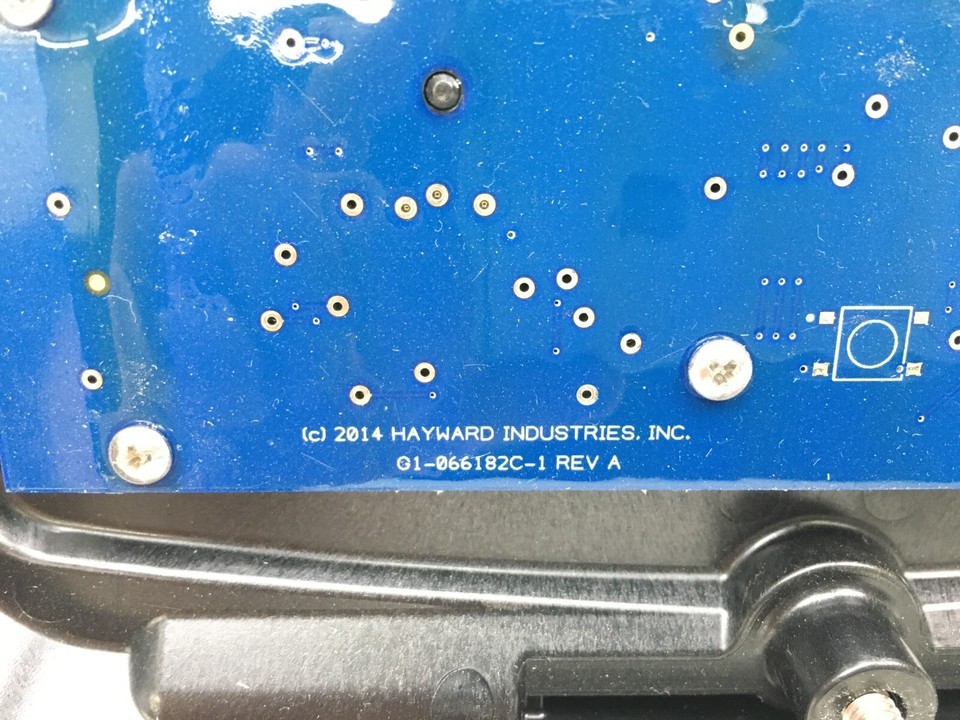 (c) 2014 HAYWARD INDUSTRIES, INC.
G1-066182C-1 REV A